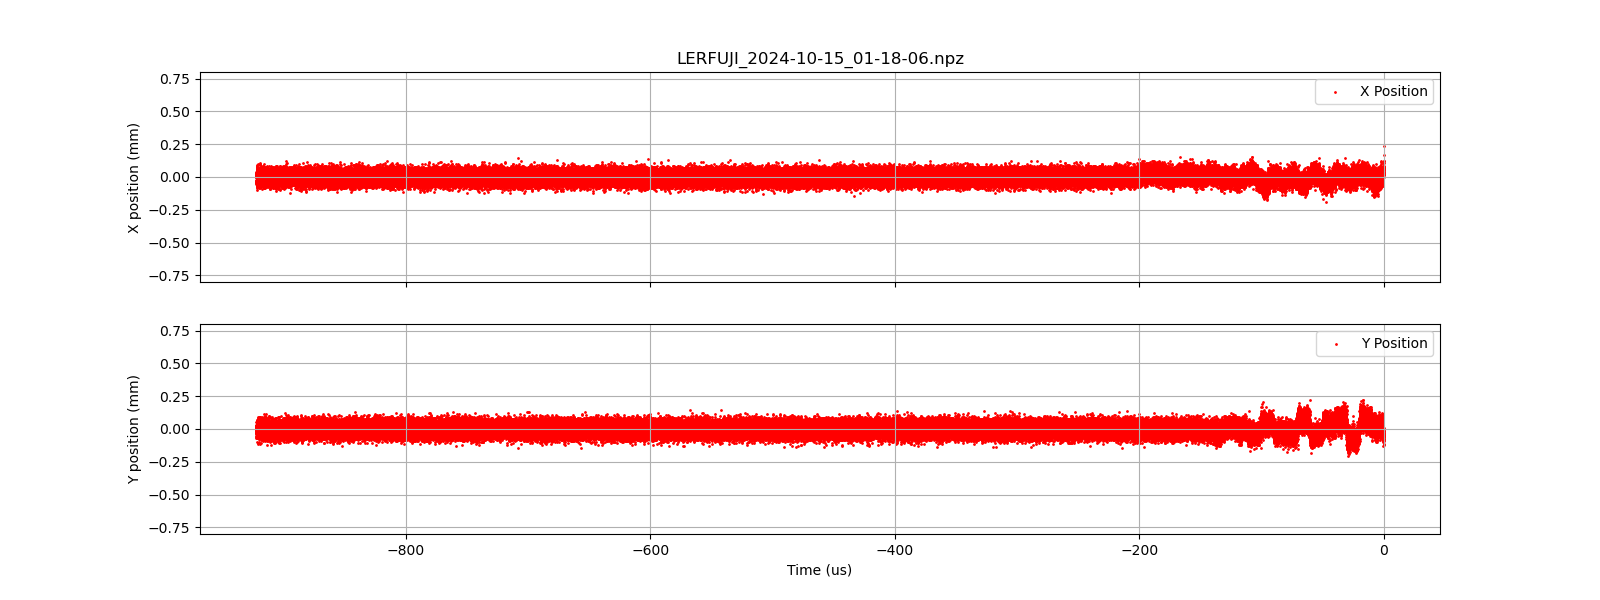 LERFUJI_2024-10-15_01-18-06.npz
X position (mm)
0.75
0.50
0.25
0.00
−0.25
−0.50
−0.75
X Position
Y position (mm)
0.75
0.50
0.25
0.00
−0.25
−0.50
−0.75
Y Position
−800 −600 −400 −200 0
Time (us)